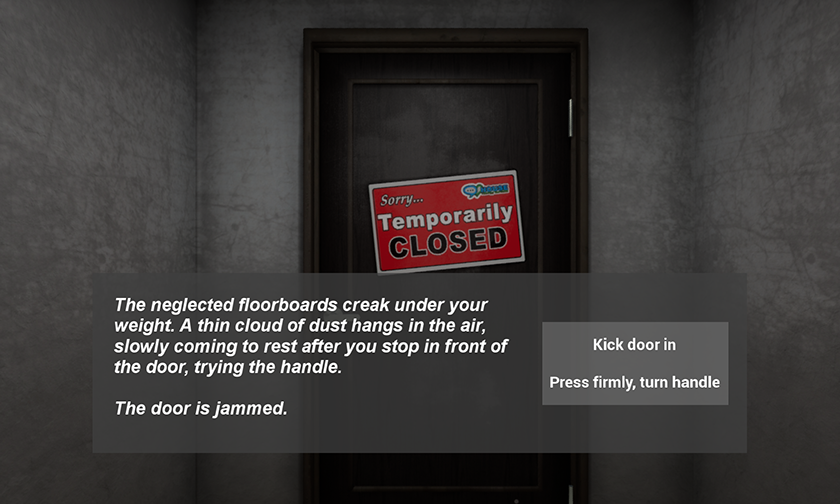 Sorry...
Temporarily
CLOSED
The neglected floorboards creak under your
weight. A thin cloud of dust hangs in the air,
slowly coming to rest after you stop in front of
the door, trying the handle.
The door is jammed.
Kick door in
Press firmly, turn handle